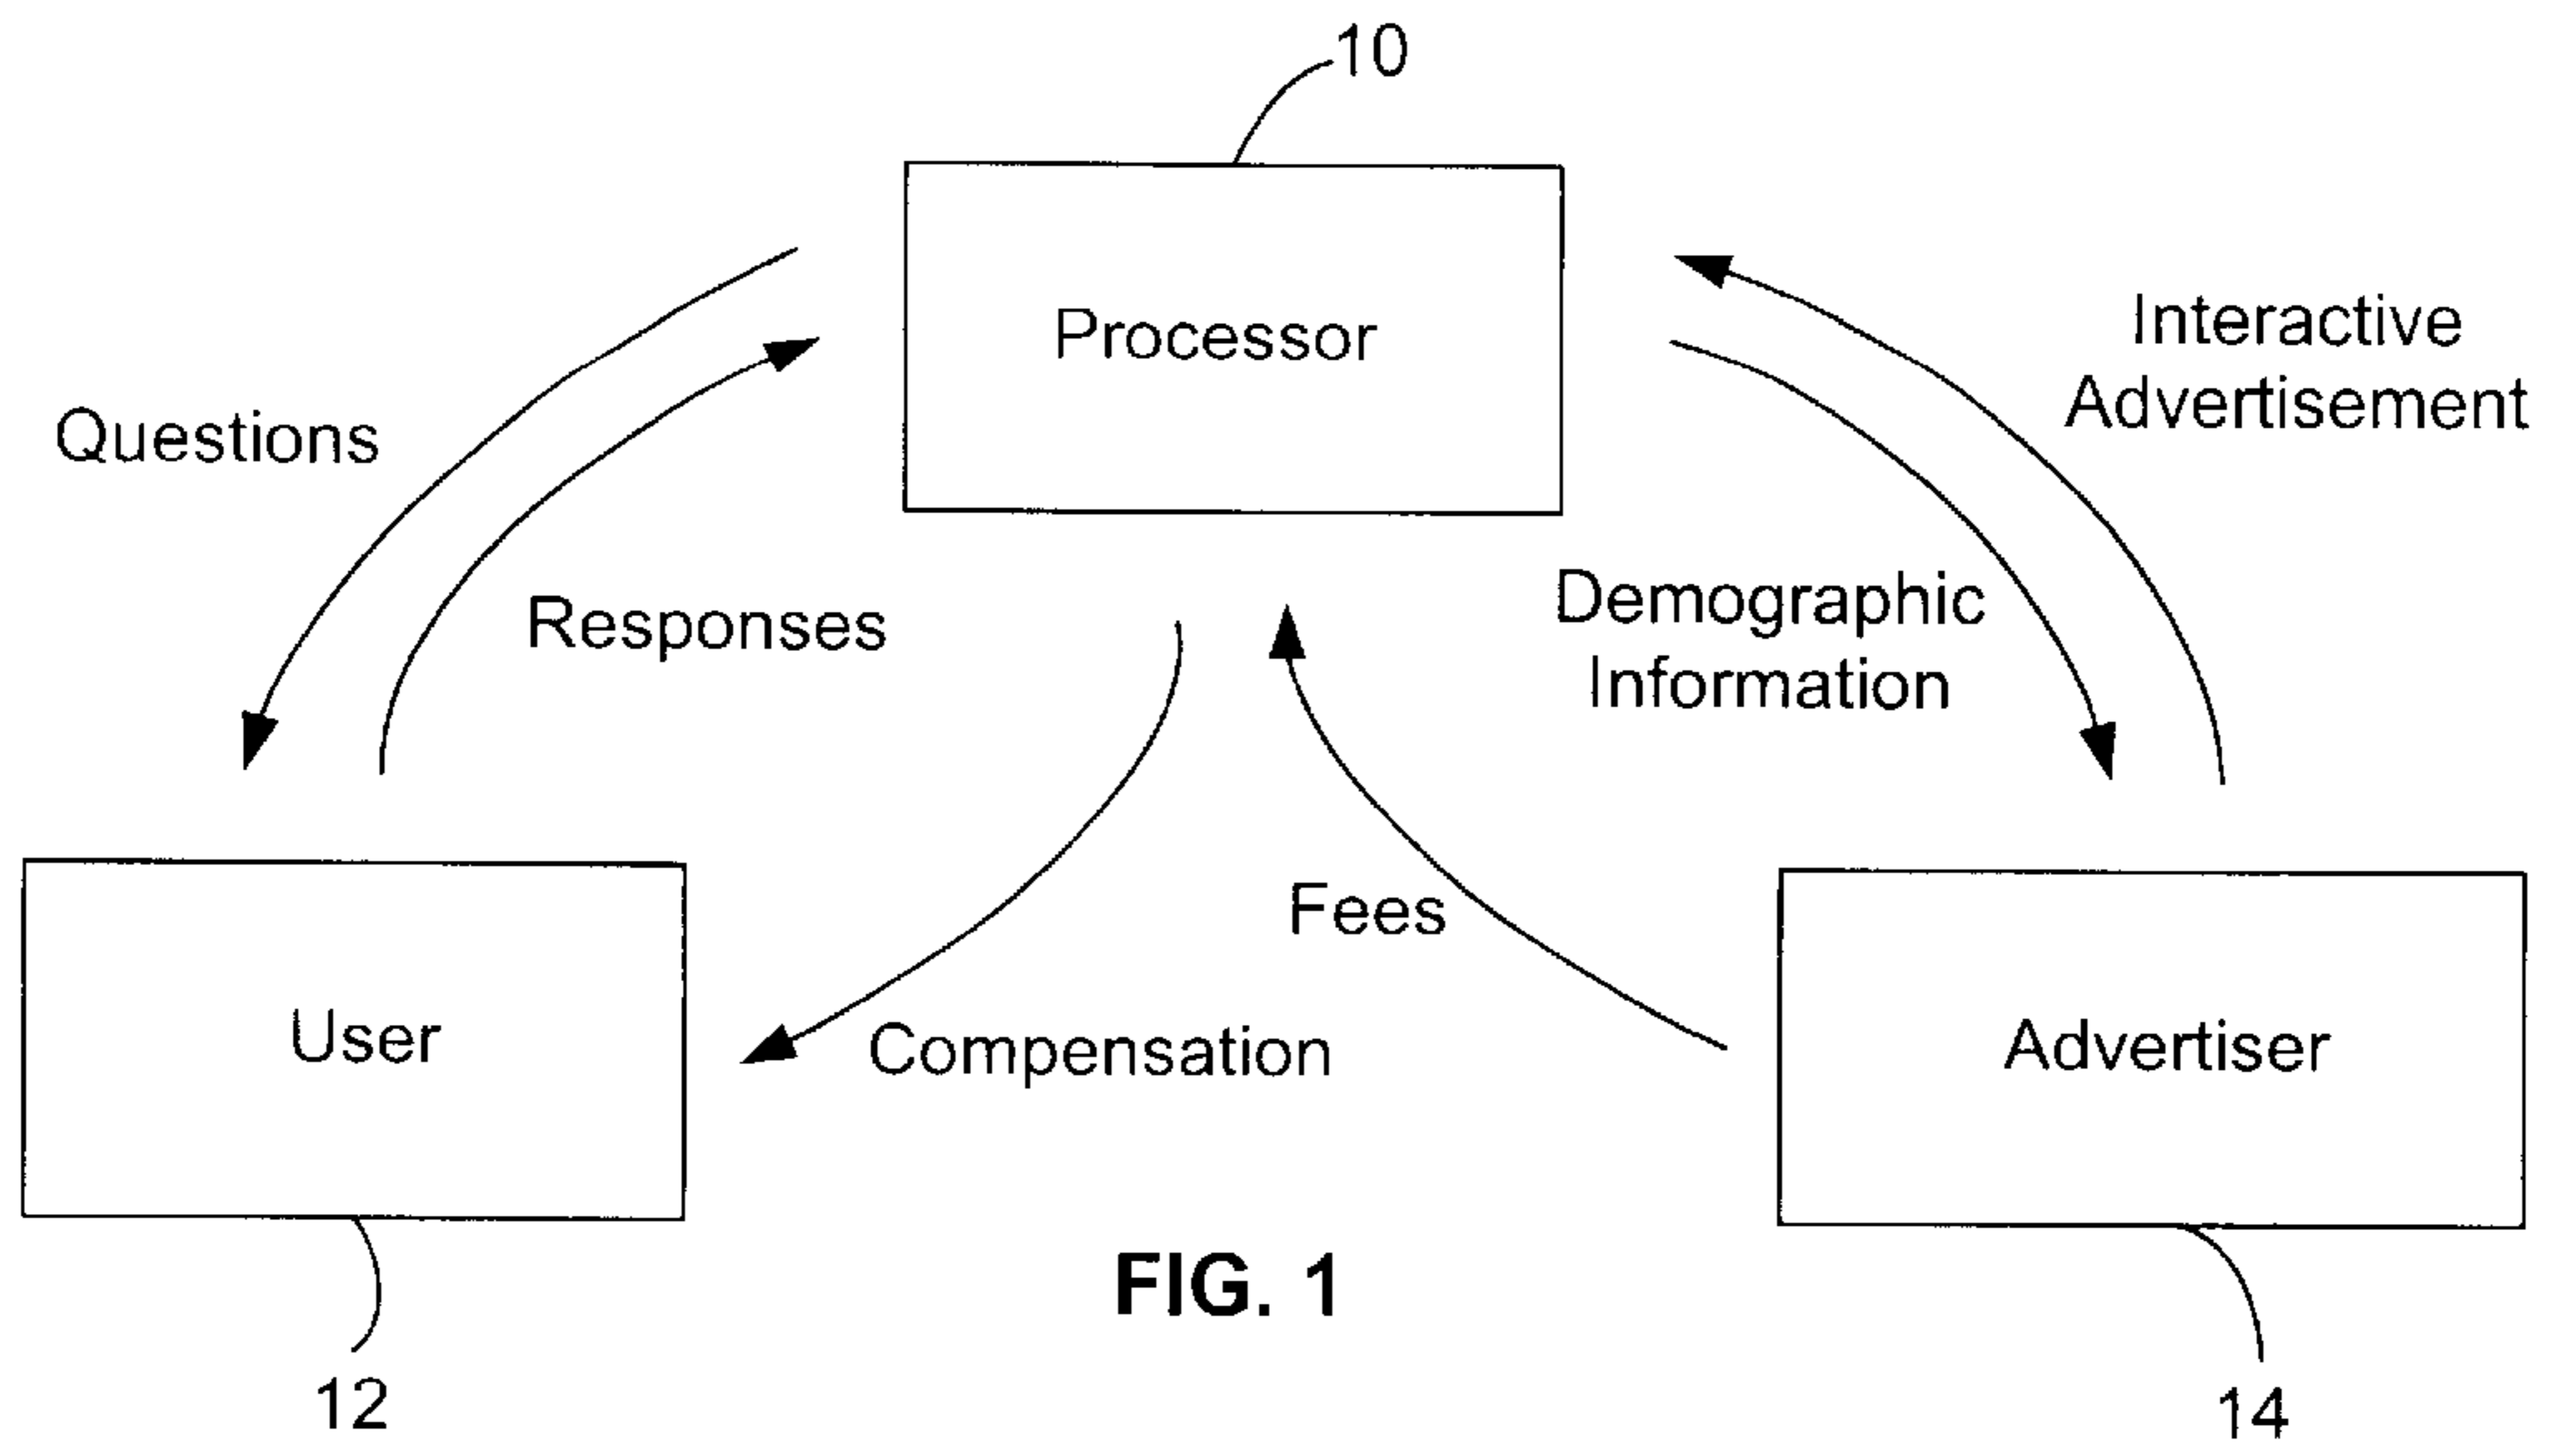 10
Processor
Interactive
Advertisement
Questions
Responses
Demographic
Information
Fees
User
Compensation
Advertiser
FIG. 1
12
14